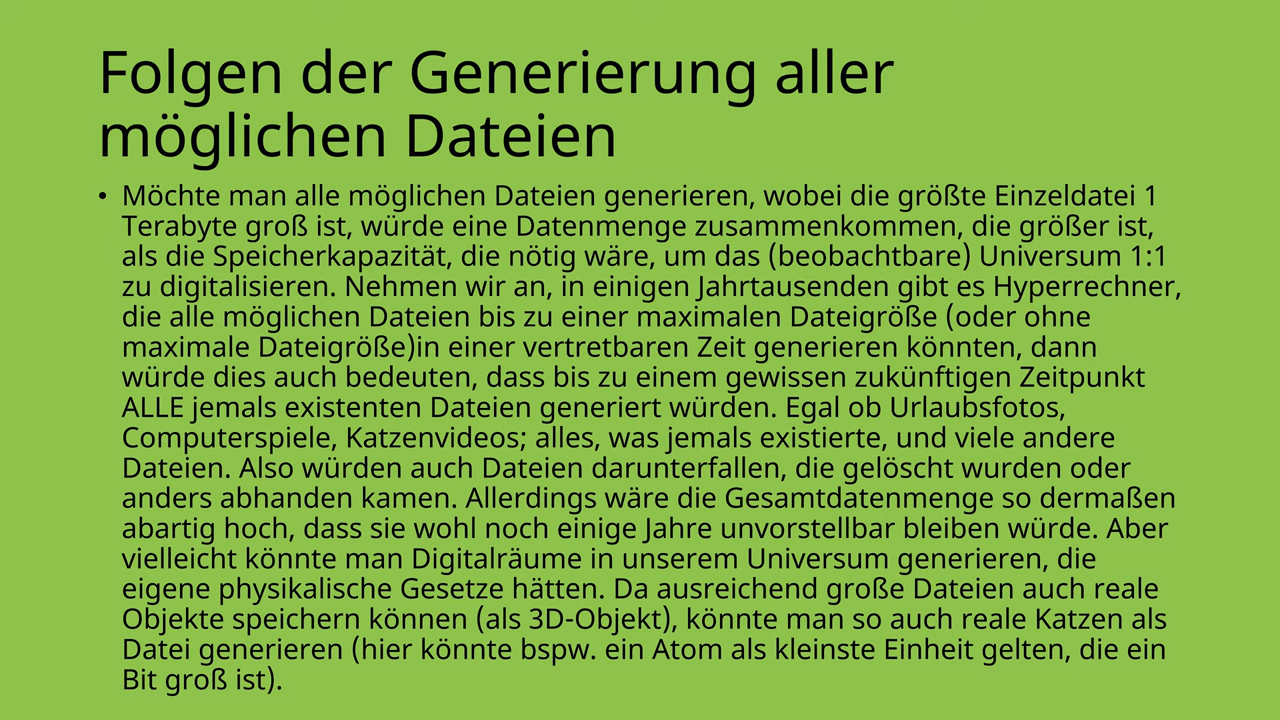 Folgen der Generierung aller
möglichen Dateien
• Möchte man alle möglichen Dateien generieren, wobei die größte Einzeldatei 1
Terabyte groß ist, würde eine Datenmenge zusammenkommen, die größer ist,
als die Speicherkapazität, die nötig wäre, um das (beobachtbare) Universum 1:1
zu digitalisieren. Nehmen wir an, in einigen Jahrtausenden gibt es Hyperrechner,
die alle möglichen Dateien bis zu einer maximalen Dateigröße (oder ohne
maximale Dateigröße)in einer vertretbaren Zeit generieren könnten, dann
würde dies auch bedeuten, dass bis zu einem gewissen zukünftigen Zeitpunkt
ALLE jemals existenten Dateien generiert würden. Egal ob Urlaubsfotos,
Computerspiele, Katzenvideos; alles, was jemals existierte, und viele andere
Dateien. Also würden auch Dateien darunterfallen, die gelöscht wurden oder
anders abhanden kamen. Allerdings wäre die Gesamtdatenmenge so dermaßen
abartig hoch, dass sie wohl noch einige Jahre unvorstellbar bleiben würde. Aber
vielleicht könnte man Digitalräume in unserem Universum generieren, die
eigene physikalische Gesetze hätten. Da ausreichend große Dateien auch reale
Objekte speichern können (als 3D-Objekt), könnte man so auch reale Katzen als
Datei generieren (hier könnte bspw. ein Atom als kleinste Einheit gelten, die ein
Bit groß ist).